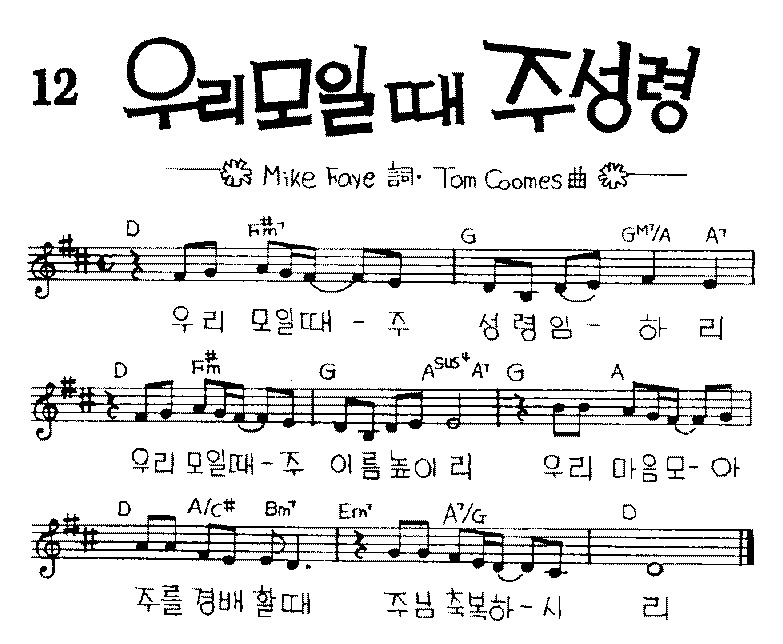 12 우리모일때 주성령
Mike Faye 詞· Tom Coomes 曲
D F#m7 G GM7/A A7
우리 모일때 - 주 성령임 - 하 리
D F#m G Asus4 A7 G A
우리 모일때 - 주 이름높이 리 우리 마음모 - 아
D A/C# Bm7 Em7 A7/G D
주를 경배할때 주님 축복하 - 시 리